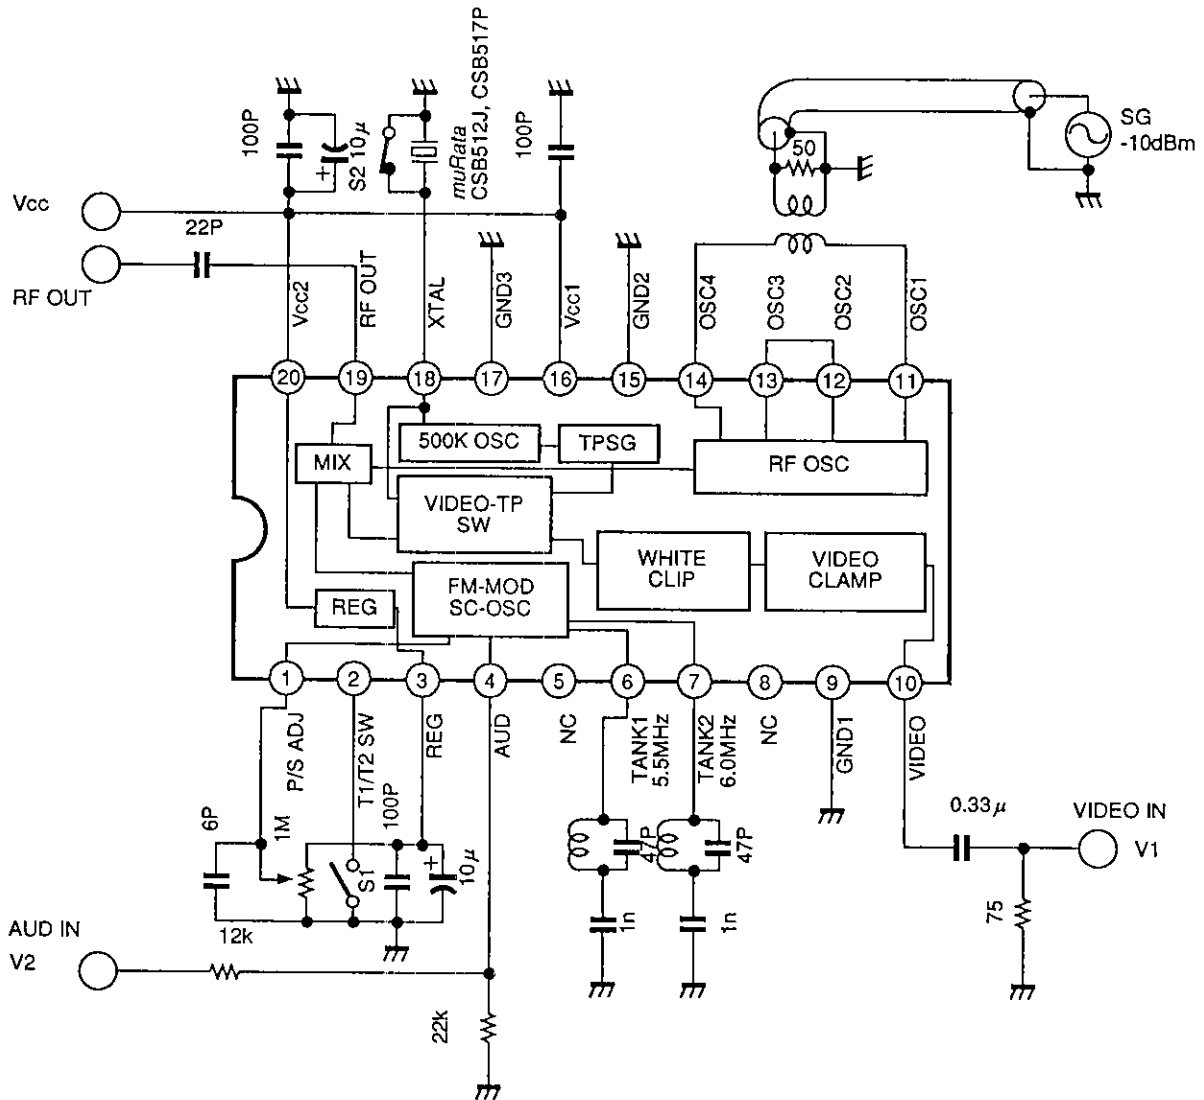 100P
10μ
S2
muRata
CSB512J, CSB517P
100P
50
SG
-10dBm
Vcc
22P
RF OUT
Vcc2
RF OUT
XTAL
GND3
Vcc1
GND2
OSC4
OSC3
OSC2
OSC1
20
19
18
17
16
15
14
13
12
11
500K OSC
TPSG
MIX
RF OSC
VIDEO-TP
SW
WHITE
CLIP
VIDEO
CLAMP
FM-MOD
SC-OSC
REG
1
2
3
4
5
6
7
8
9
10
P/S ADJ
T1/T2 SW
REG
AUD
NC
TANK1
5.5MHz
TANK2
6.0MHz
NC
GND1
VIDEO
6P
1M
S1
100P
+
10μ
+
47P
47P
0.33μ
VIDEO IN
V1
12k
1n
1n
75
AUD IN
V2
22k